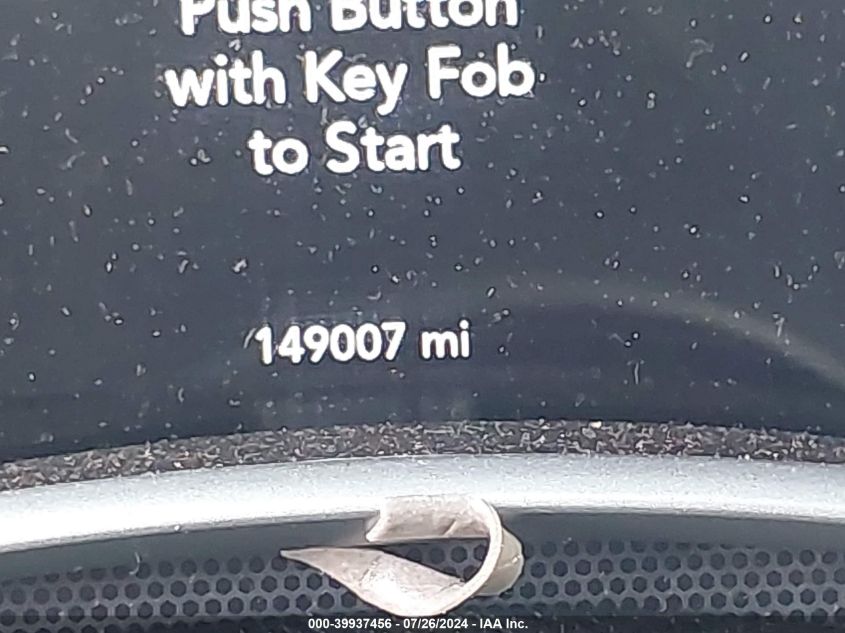 Push Button
with Key Fob
to Start
149007 mi
000-39937456 - 07/26/2024 - IAA Inc.